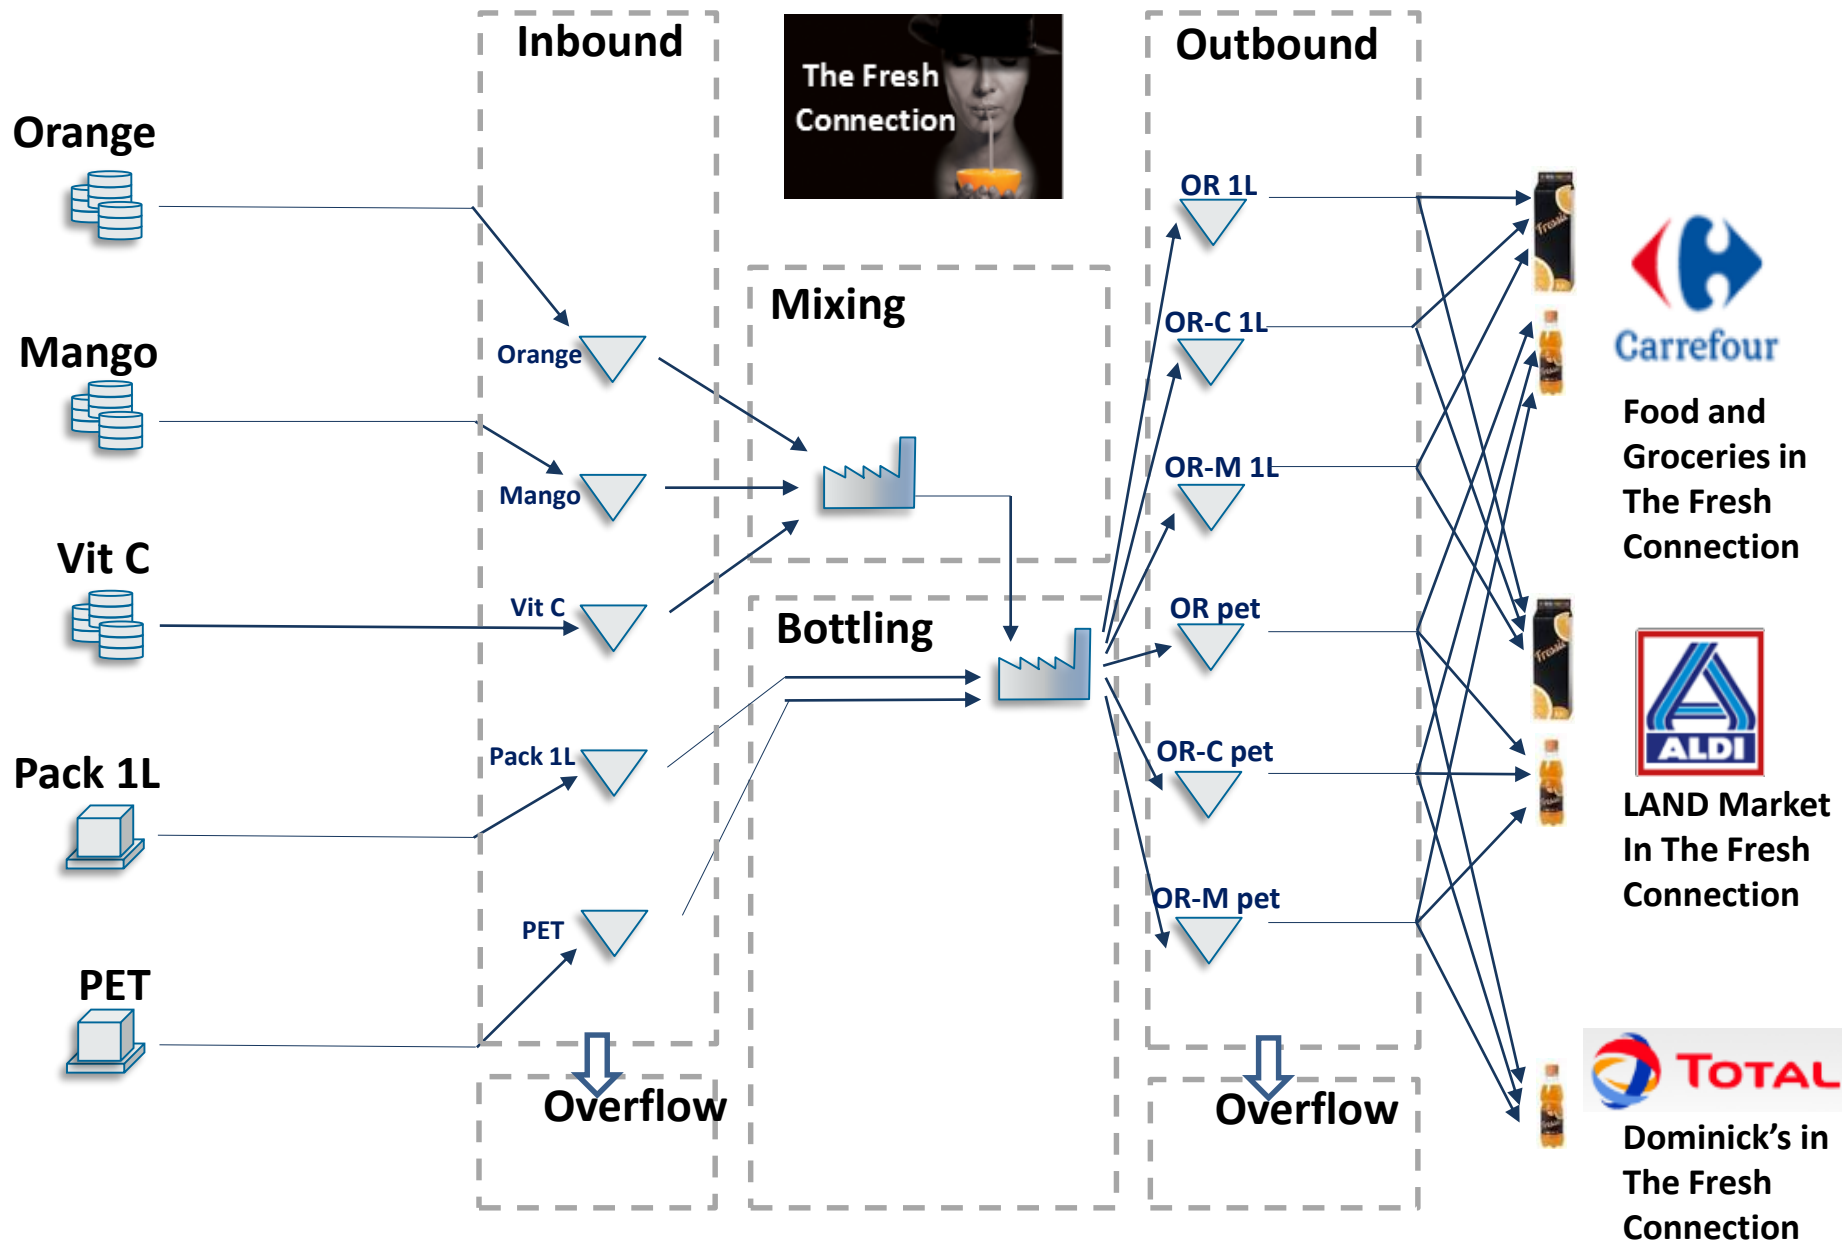 Inbound
Outbound
The Fresh
Connection
Orange
Mango
Vit C
Pack 1L
PET
Orange
Mango
Vit C
Pack 1L
PET
Overflow
Mixing
Bottling
OR 1L
OR-C 1L
OR-M 1L
OR pet
OR-C pet
OR-M pet
Overflow
Carrefour
Food and
Groceries in
The Fresh
Connection
ALDI
LAND Market
In The Fresh
Connection
TOTAL
Dominick’s in
The Fresh
Connection